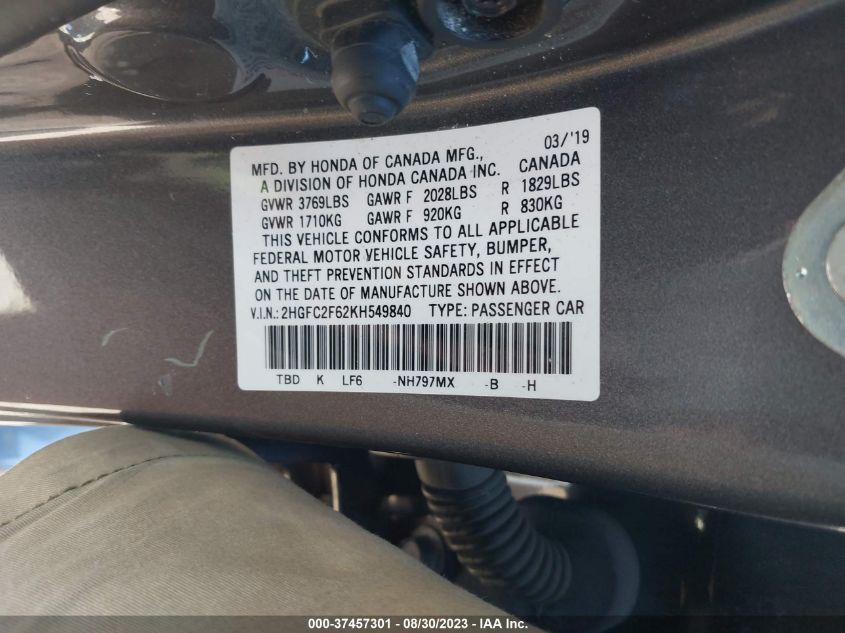 03/'19
MFD. BY HONDA OF CANADA MFG.,
A DIVISION OF HONDA CANADA INC. CANADA
GVWR 3769LBS GAWR F 2028LBS R 1829LBS
GVWR 1710KG GAWR F 920KG R 830KG
THIS VEHICLE CONFORMS TO ALL APPLICABLE
FEDERAL MOTOR VEHICLE SAFETY, BUMPER,
AND THEFT PREVENTION STANDARDS IN EFFECT
ON THE DATE OF MANUFACTURE SHOWN ABOVE.
V.I.N.: 2HGFC2F62KH549840 TYPE: PASSENGER CAR
TBD K LF6 -NH797MX -B -H
000-37457301 - 08/30/2023 - IAA Inc.